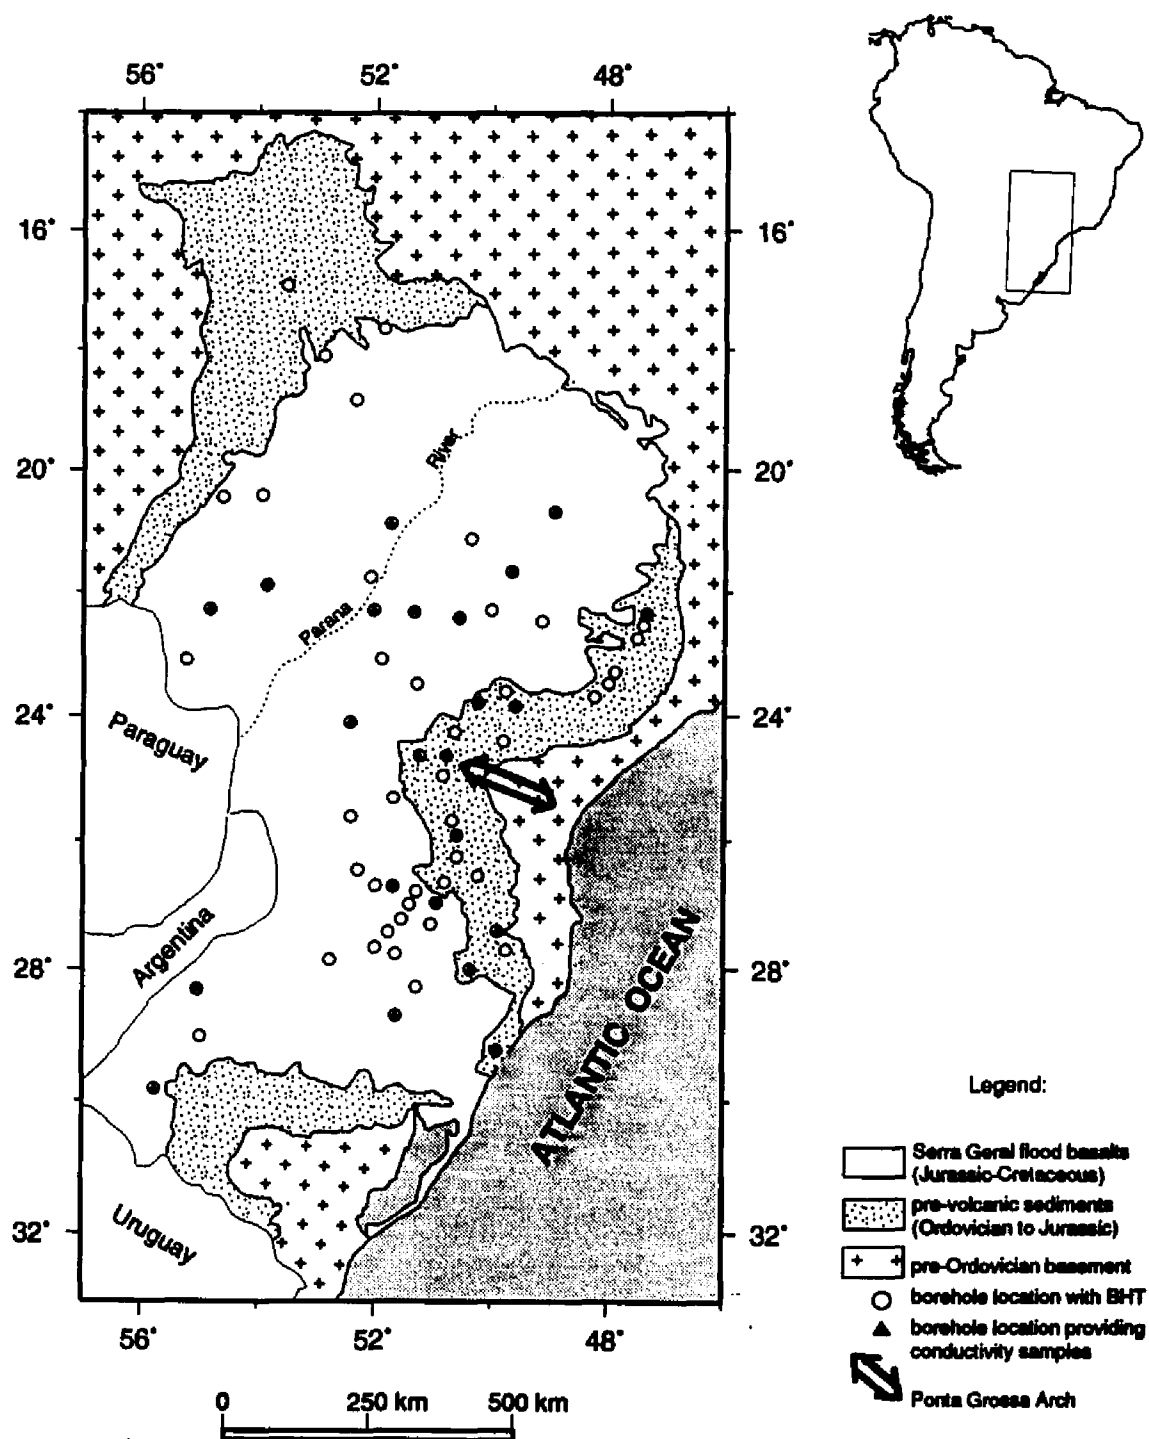 56° 52° 48°
16° 16°
River
20° 20°
Parana
24° 24°
Paraguay
Argentina
28° 28°
ATLANTIC OCEAN
Uruguay
32° 32°
56° 52° 48°
0 250 km 500 km
Legend:
Serra Geral flood basalts
(Jurassic-Cretaceous)
pre-volcanic sediments
(Ordovician to Jurassic)
pre-Ordovician basement
borehole location with BHT
borehole location providing
conductivity samples
Ponta Grossa Arch